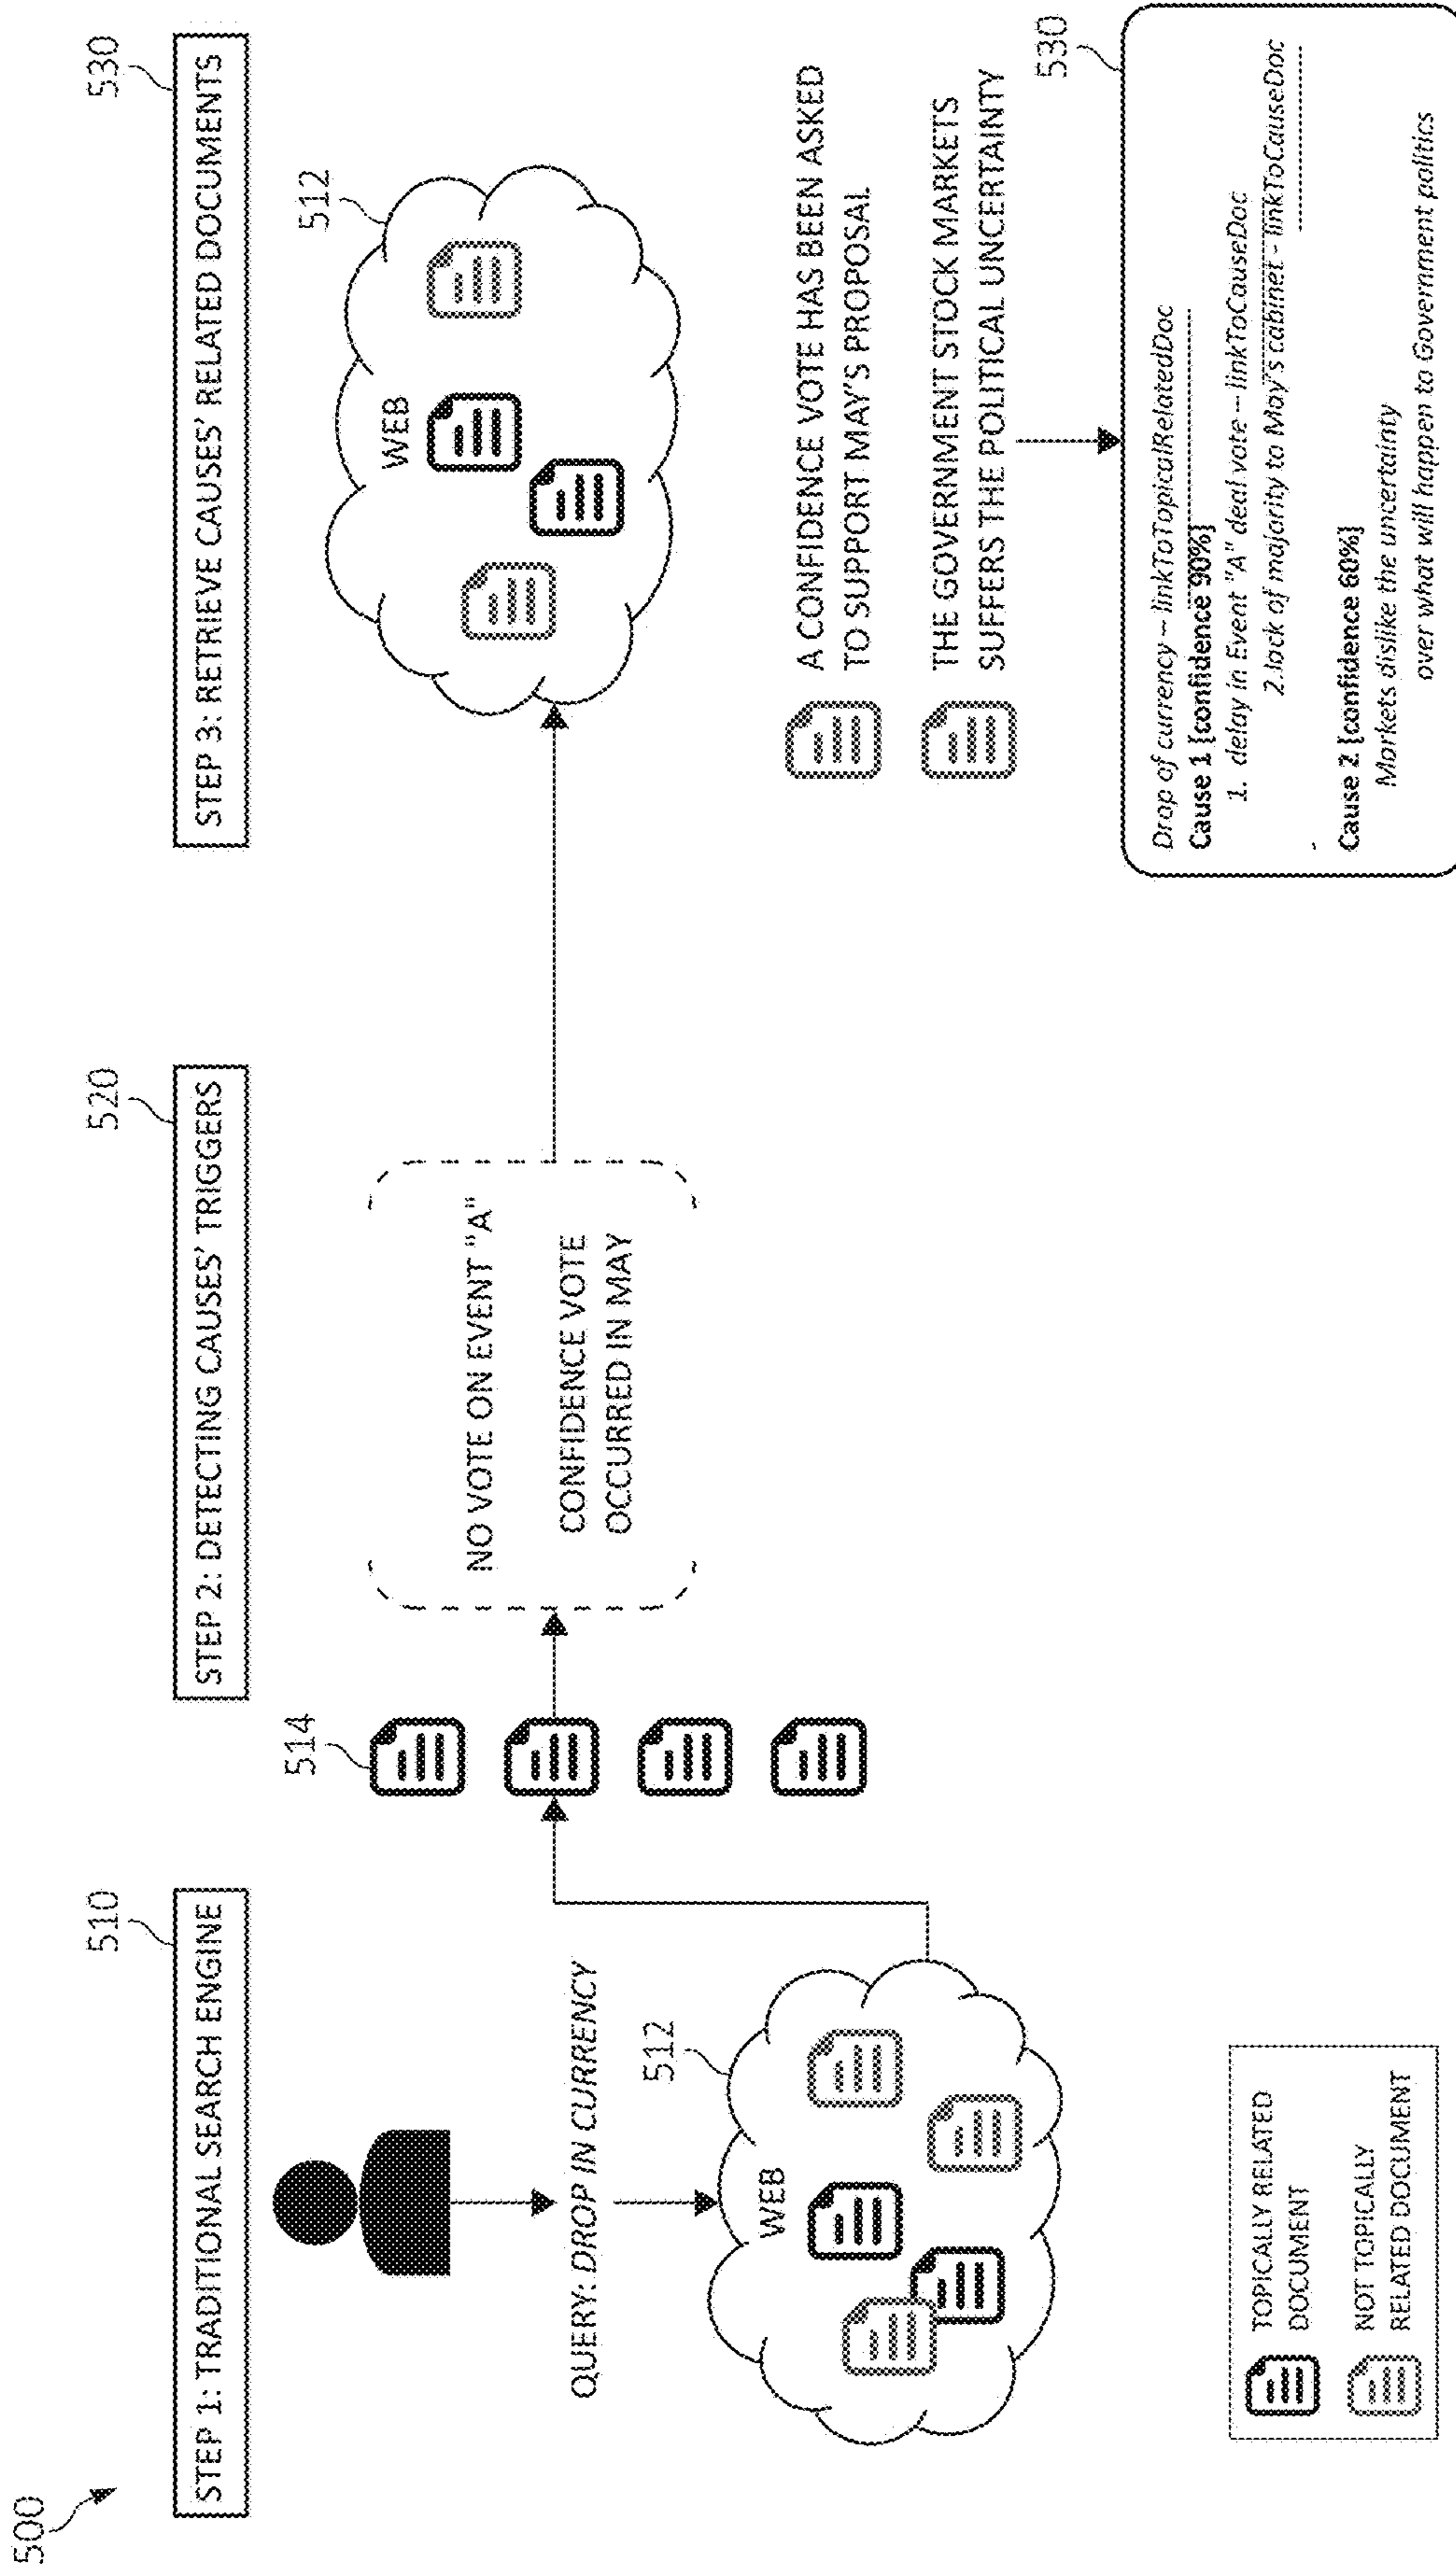 500
510
STEP 1: TRADITIONAL SEARCH ENGINE
QUERY: DROP IN CURRENCY
512
WEB
TOPICALLY RELATED
DOCUMENT
NOT TOPICALLY
RELATED DOCUMENT
514
520
STEP 2: DETECTING CAUSES' TRIGGERS
NO VOTE ON EVENT "A"
CONFIDENCE VOTE
OCCURRED IN MAY
530
STEP 3: RETRIEVE CAUSES' RELATED DOCUMENTS
512
WEB
A CONFIDENCE VOTE HAS BEEN ASKED
TO SUPPORT MAY'S PROPOSAL
THE GOVERNMENT STOCK MARKETS
SUFFERS THE POLITICAL UNCERTAINTY
530
Drop of currency – linkToTopicalRelatedDoc
Cause 1 [confidence 90%]
1. delay in Event "A" deal vote – linkToCauseDoc
2.lack of majority to May's cabinet - linkToCauseDoc
Cause 2 [confidence 60%]
Markets dislike the uncertainty
over what will happen to Government politics